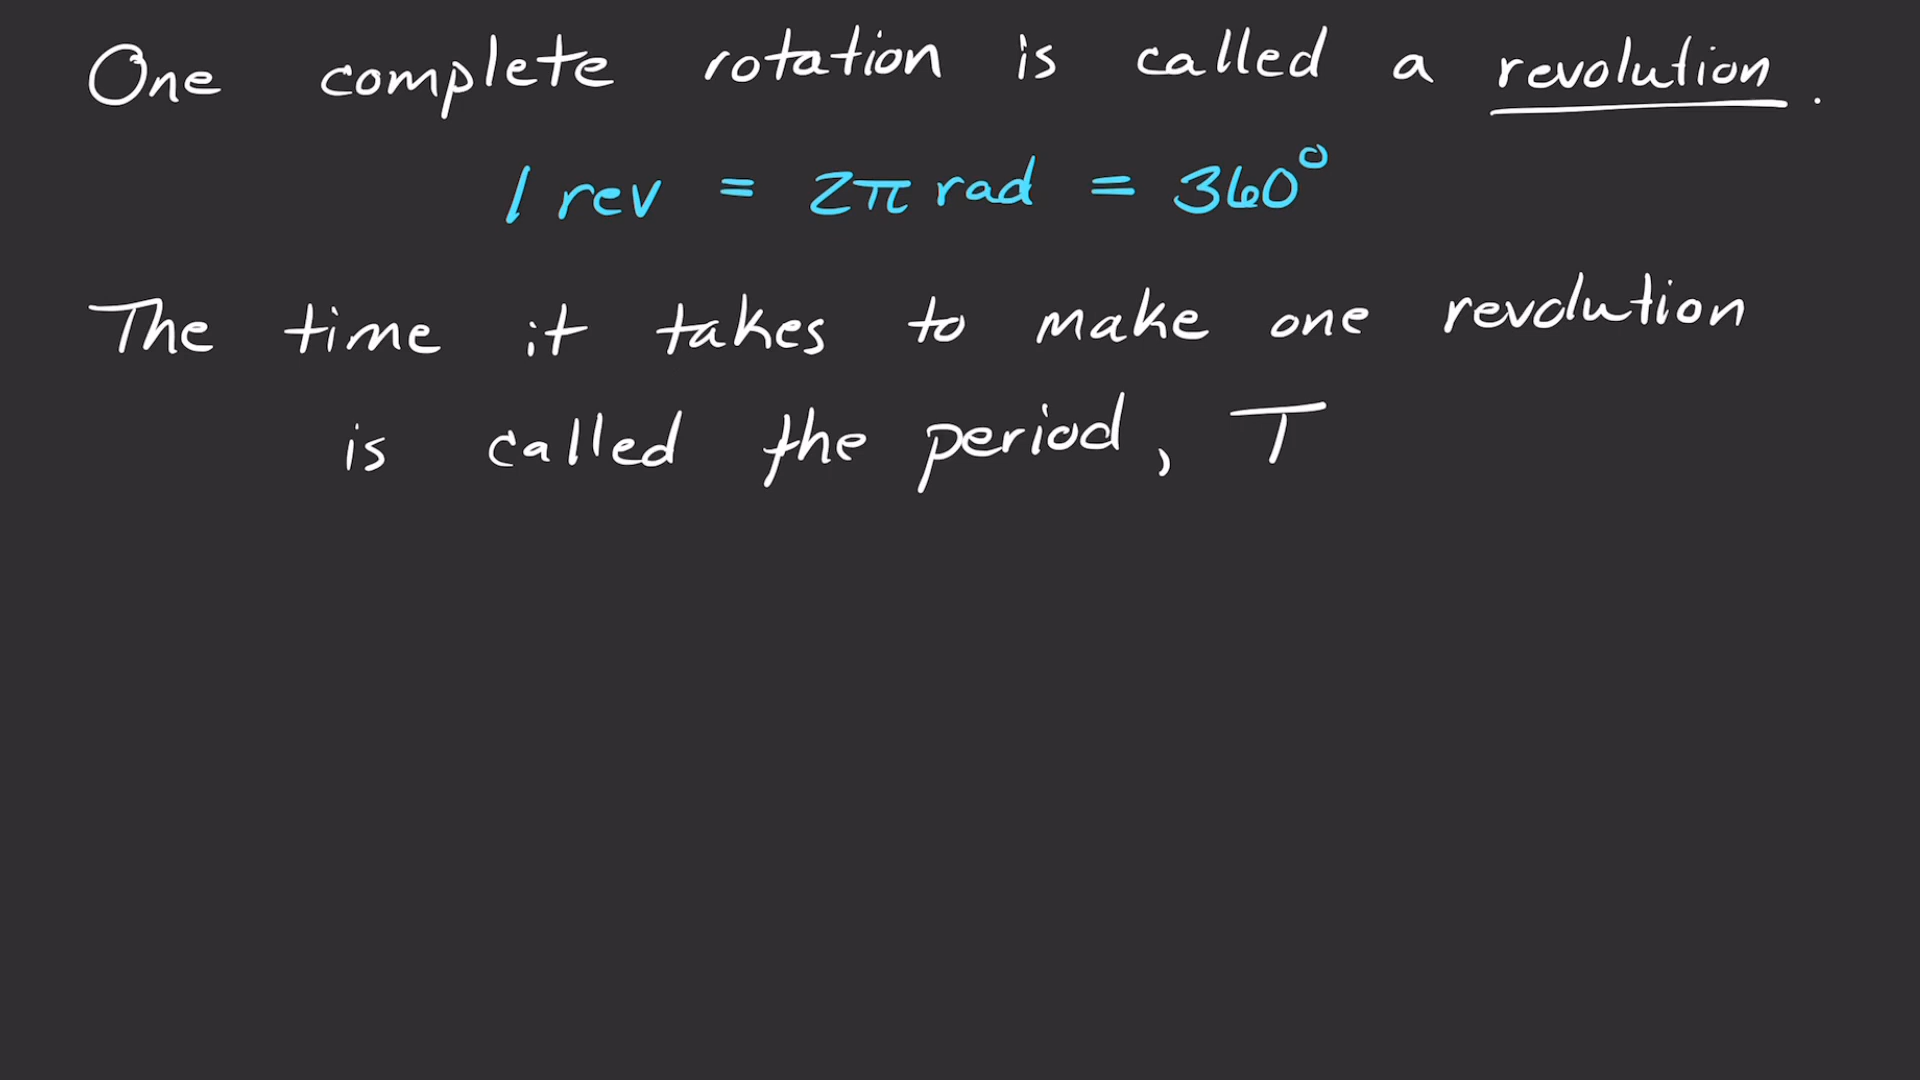 One complete rotation is called a revolution.
1 rev = 2π rad = 360°
The time it takes to make one revolution
is called the period, T